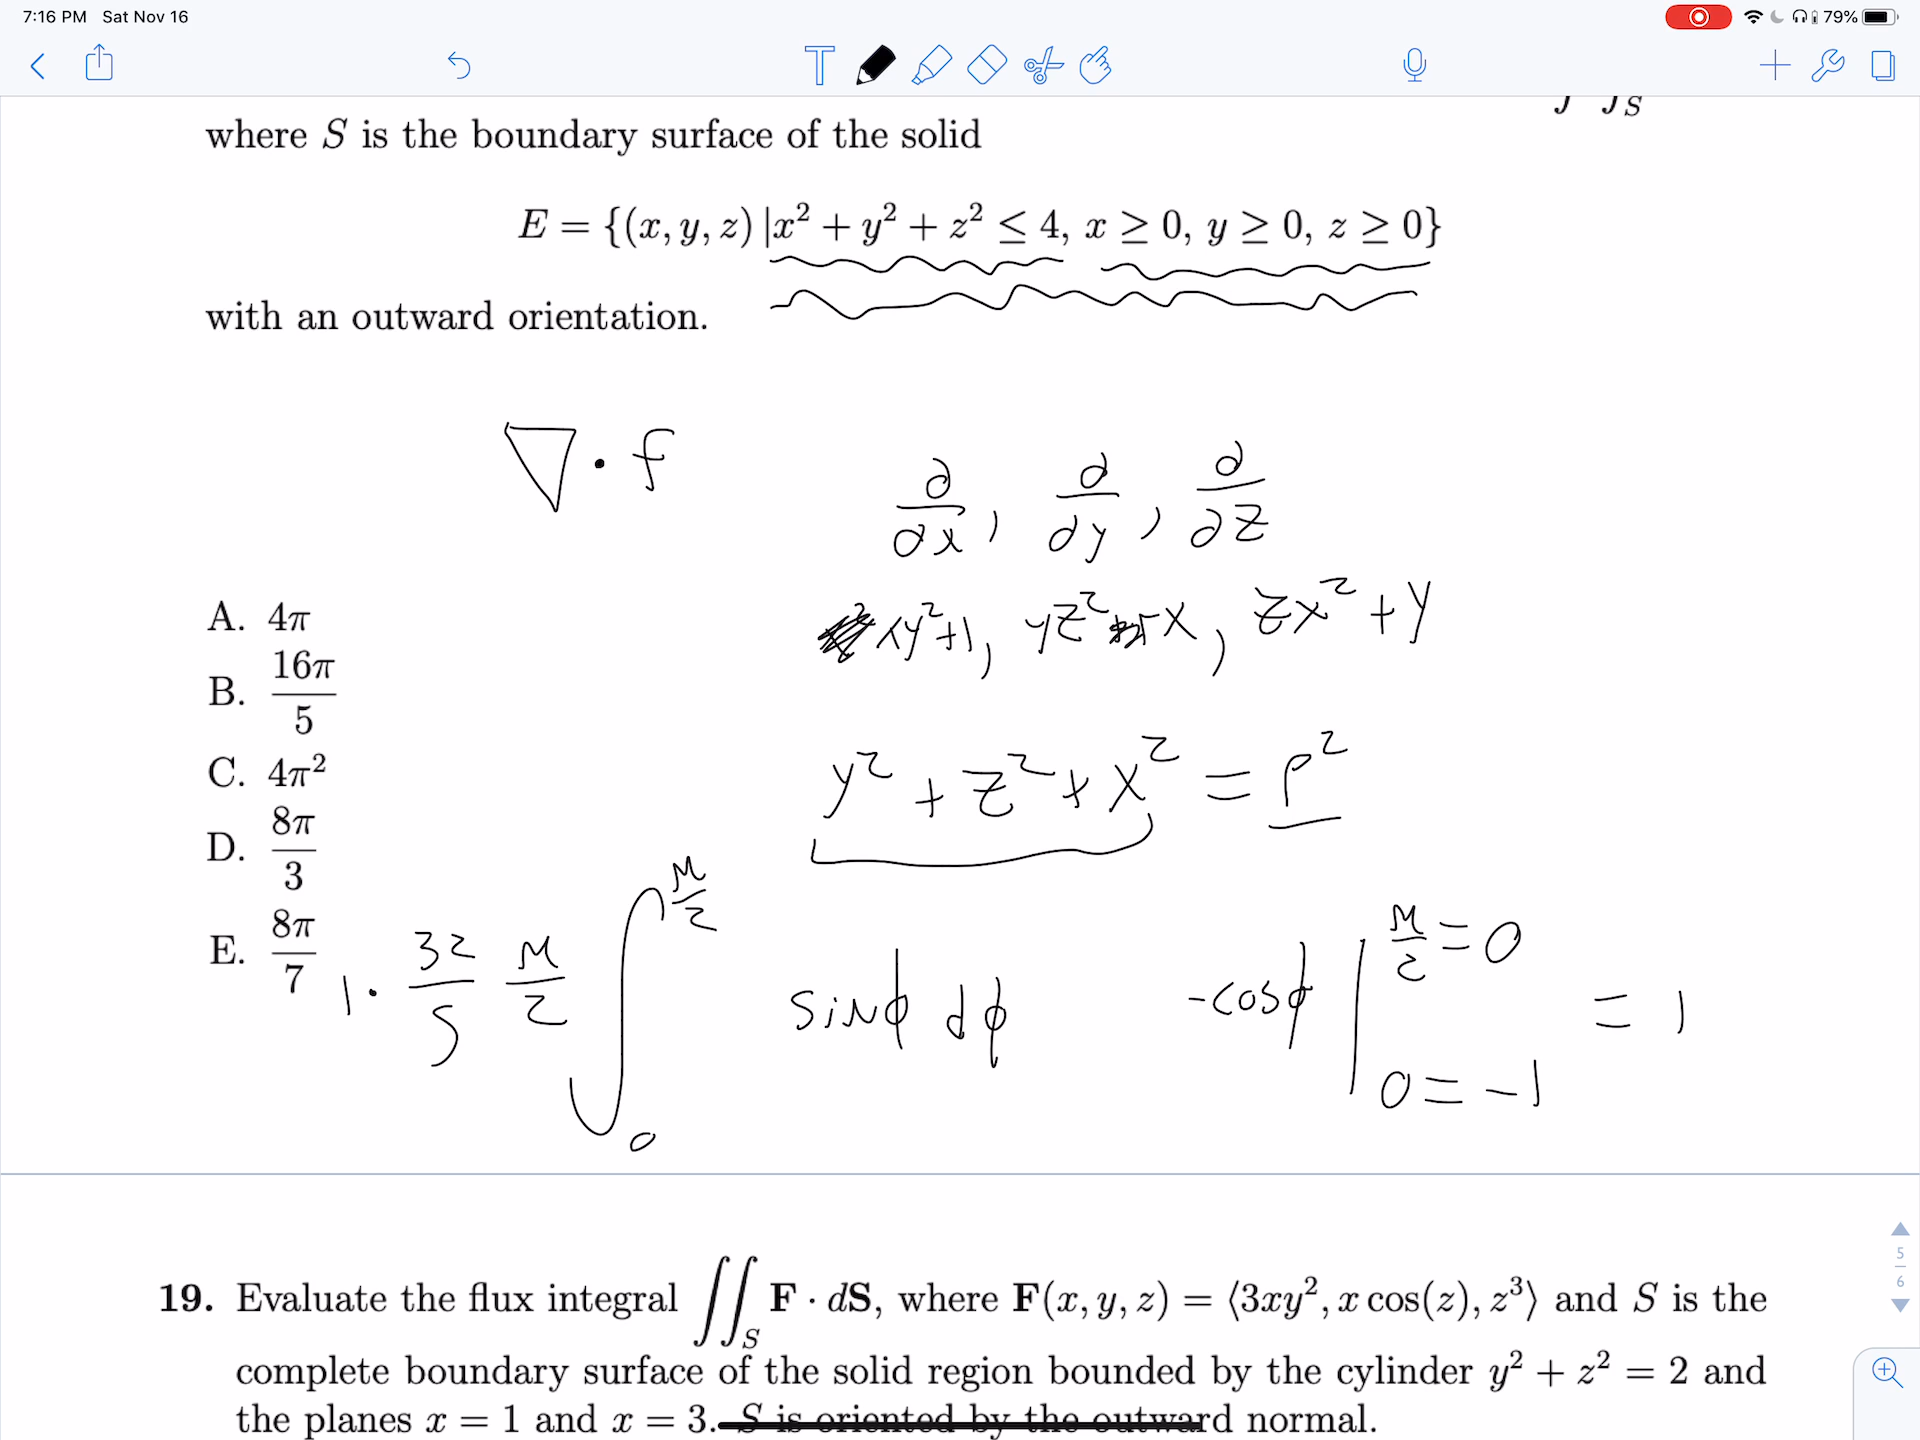 7:16 PM Sat Nov 16 79%
T
∫∫_S
where S is the boundary surface of the solid
E = {(x, y, z) |x² + y² + z² ≤ 4, x ≥ 0, y ≥ 0, z ≥ 0}
with an outward orientation.
∇ · f
∂/∂x, ∂/∂y, ∂/∂z
xy²+1, yz² + x, zx² + y
A. 4π
B. 16π/5
C. 4π²
D. 8π/3
E. 8π/7
y² + z² + x² = ρ²
1 · 32/5 π/2 ∫₀^{π/2} sinϕ dϕ -cosϕ | π/2 = 0 0 = -1 = 1
19. Evaluate the flux integral ∬_S F · dS, where F(x, y, z) = ⟨3xy², x cos(z), z³⟩ and S is the
complete boundary surface of the solid region bounded by the cylinder y² + z² = 2 and
the planes x = 1 and x = 3. S is oriented by the outward normal.
5
6